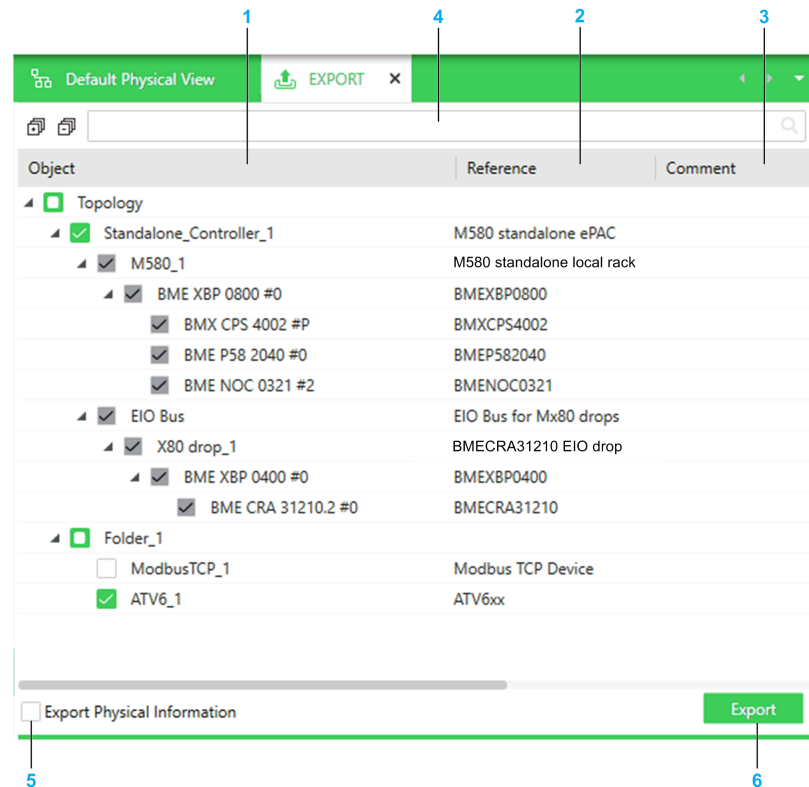 1 4 2 3
Default Physical View EXPORT
Object Reference Comment
Topology
Standalone_Controller_1 M580 standalone ePAC
M580_1 M580 standalone local rack
BME XBP 0800 #0 BMEXBP0800
BMX CPS 4002 #P BMXCPS4002
BME P58 2040 #0 BMEP582040
BME NOC 0321 #2 BMENOC0321
EIO Bus EIO Bus for Mx80 drops
X80 drop_1 BMECRA31210 EIO drop
BME XBP 0400 #0 BMEXBP0400
BME CRA 31210.2 #0 BMECRA31210
Folder_1
ModbusTCP_1 Modbus TCP Device
ATV6_1 ATV6xx
Export Physical Information Export
5 6